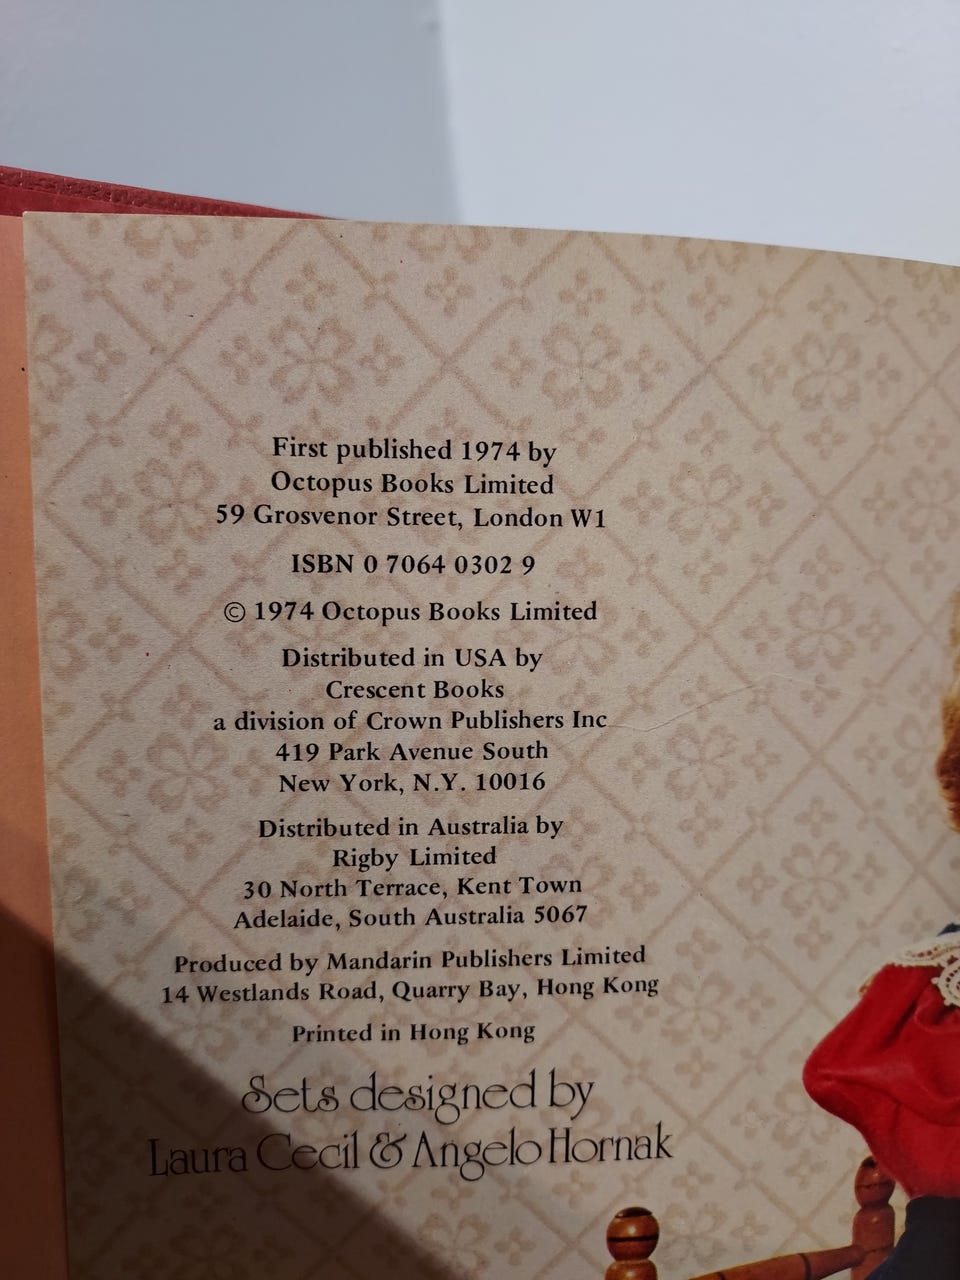 First published 1974 by
Octopus Books Limited
59 Grosvenor Street, London W1
ISBN 0 7064 0302 9
© 1974 Octopus Books Limited
Distributed in USA by
Crescent Books
a division of Crown Publishers Inc
419 Park Avenue South
New York, N.Y. 10016
Distributed in Australia by
Rigby Limited
30 North Terrace, Kent Town
Adelaide, South Australia 5067
Produced by Mandarin Publishers Limited
14 Westlands Road, Quarry Bay, Hong Kong
Printed in Hong Kong
Sets designed by
Laura Cecil & Angelo Hornak